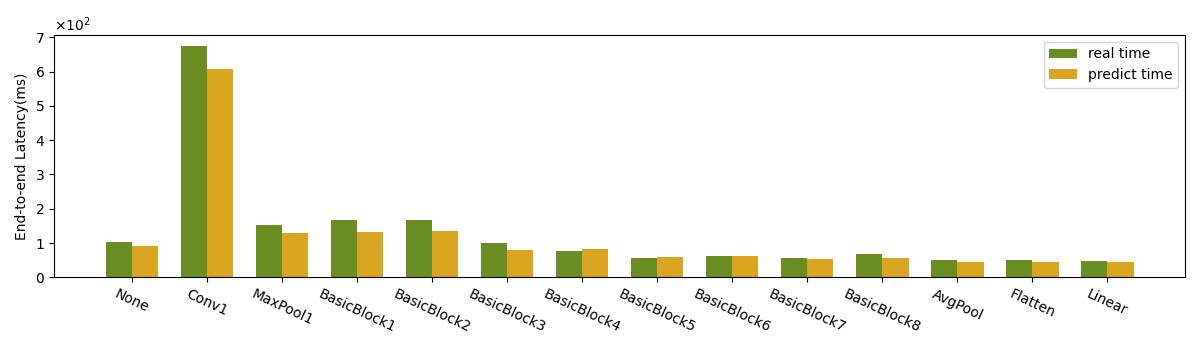 ×10²
7
6
5
4
3
2
1
0
End-to-end Latency(ms)
real time
predict time
None
Conv1
MaxPool1
BasicBlock1
BasicBlock2
BasicBlock3
BasicBlock4
BasicBlock5
BasicBlock6
BasicBlock7
BasicBlock8
AvgPool
Flatten
Linear